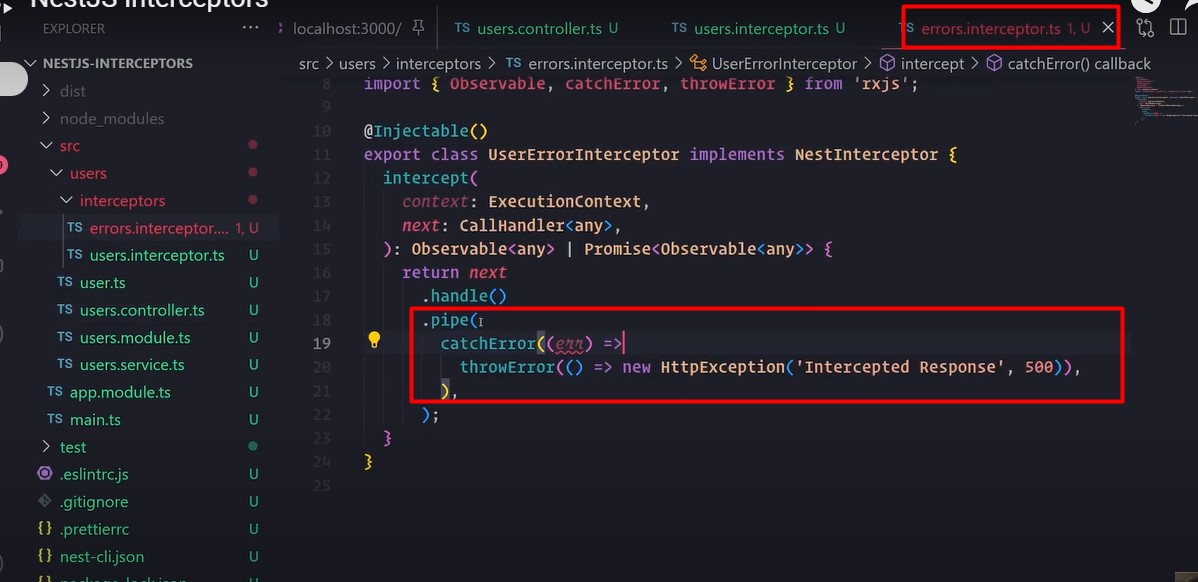 NestJS Interceptors
EXPLORER
···
localhost:3000/
TS users.controller.ts U
TS users.interceptor.ts U
TS errors.interceptor.ts 1, U
NESTJS-INTERCEPTORS
src > users > interceptors > TS errors.interceptor.ts > UserErrorInterceptor > intercept > catchError() callback
dist
node_modules
src
users
interceptors
TS errors.interceptor.... 1, U
TS users.interceptor.ts U
TS user.ts U
TS users.controller.ts U
TS users.module.ts U
TS users.service.ts U
TS app.module.ts U
TS main.ts U
test
.eslintrc.js U
.gitignore U
{} .prettierrc U
{} nest-cli.json U
{} package-lock.json U
8 import { Observable, catchError, throwError } from 'rxjs';
9
10 @Injectable()
11 export class UserErrorInterceptor implements NestInterceptor {
12 intercept(
13 context: ExecutionContext,
14 next: CallHandler<any>,
15 ): Observable<any> | Promise<Observable<any>> {
16 return next
17 .handle()
18 .pipe(
19 catchError((err) =>
20 throwError(() => new HttpException('Intercepted Response', 500)),
21 ),
22 );
23 }
24 }
25